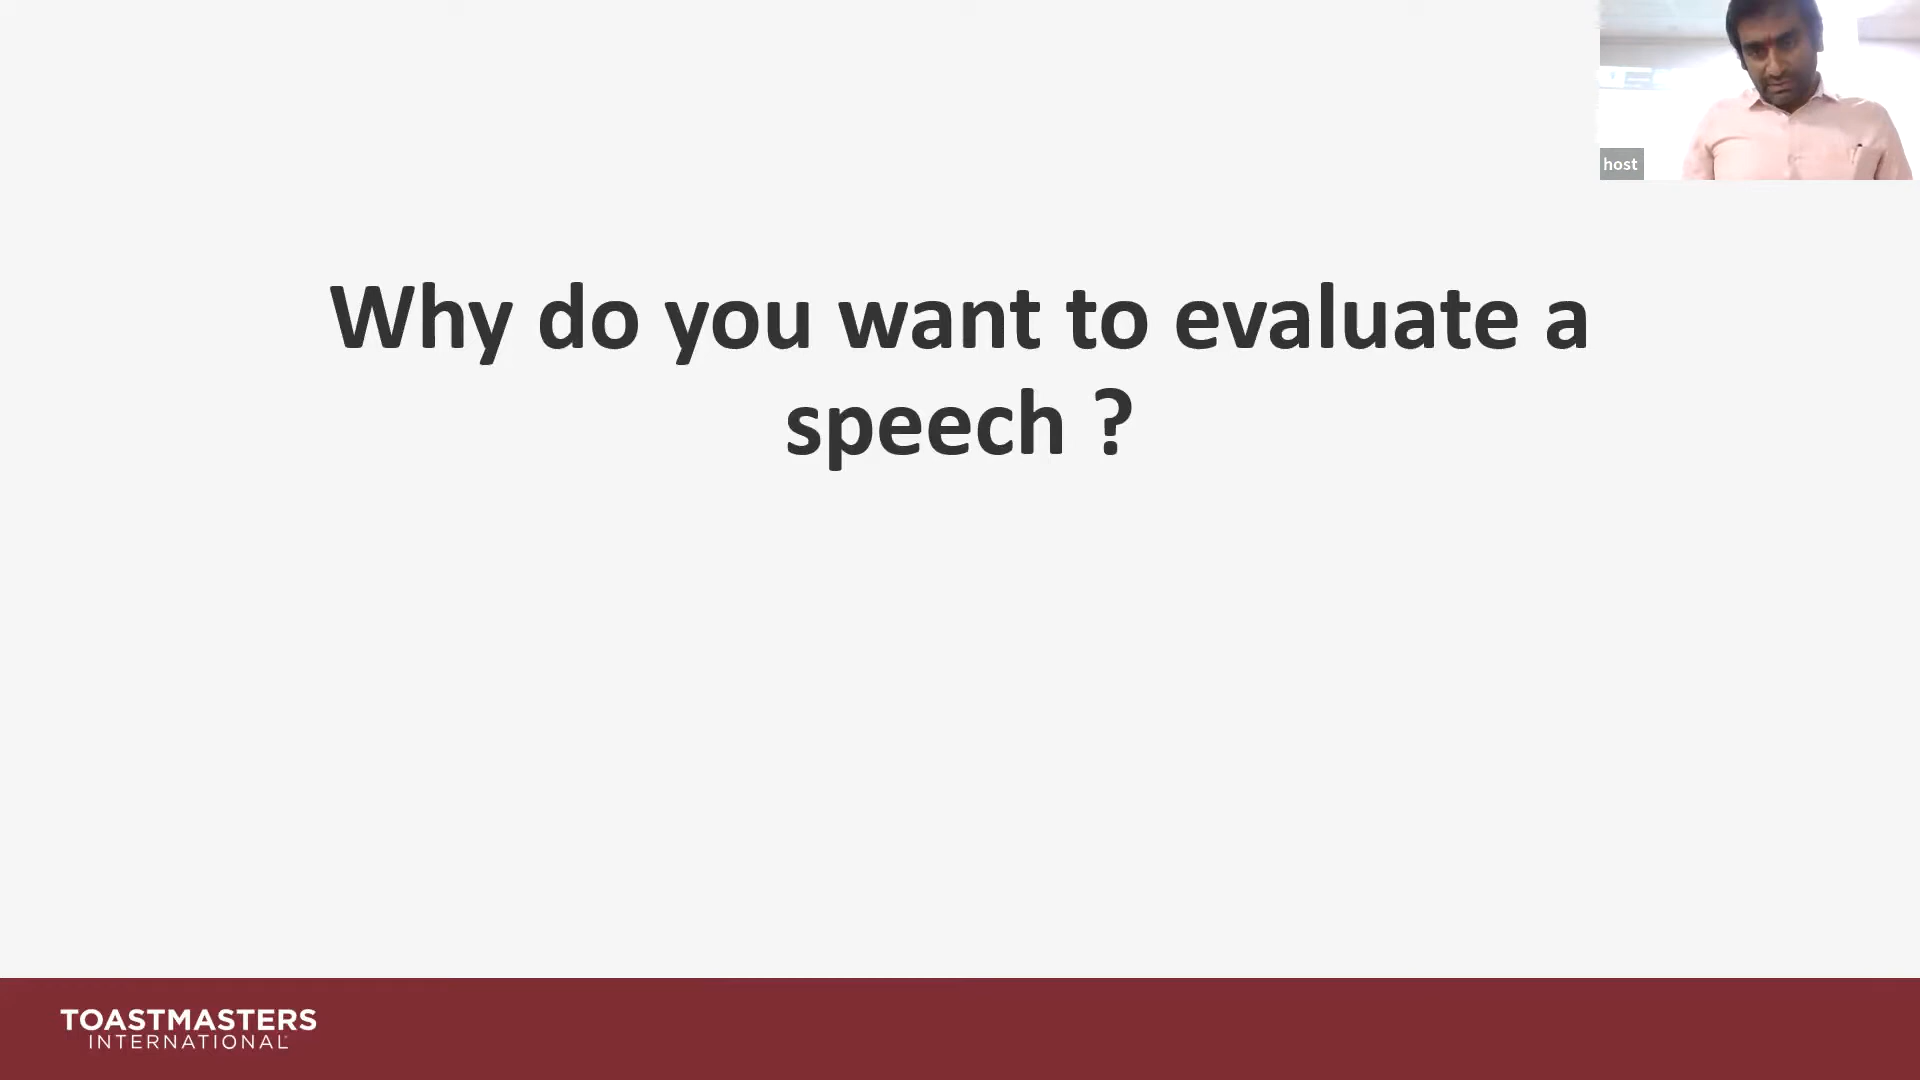 host
Why do you want to evaluate a
speech ?
TOASTMASTERS
INTERNATIONAL